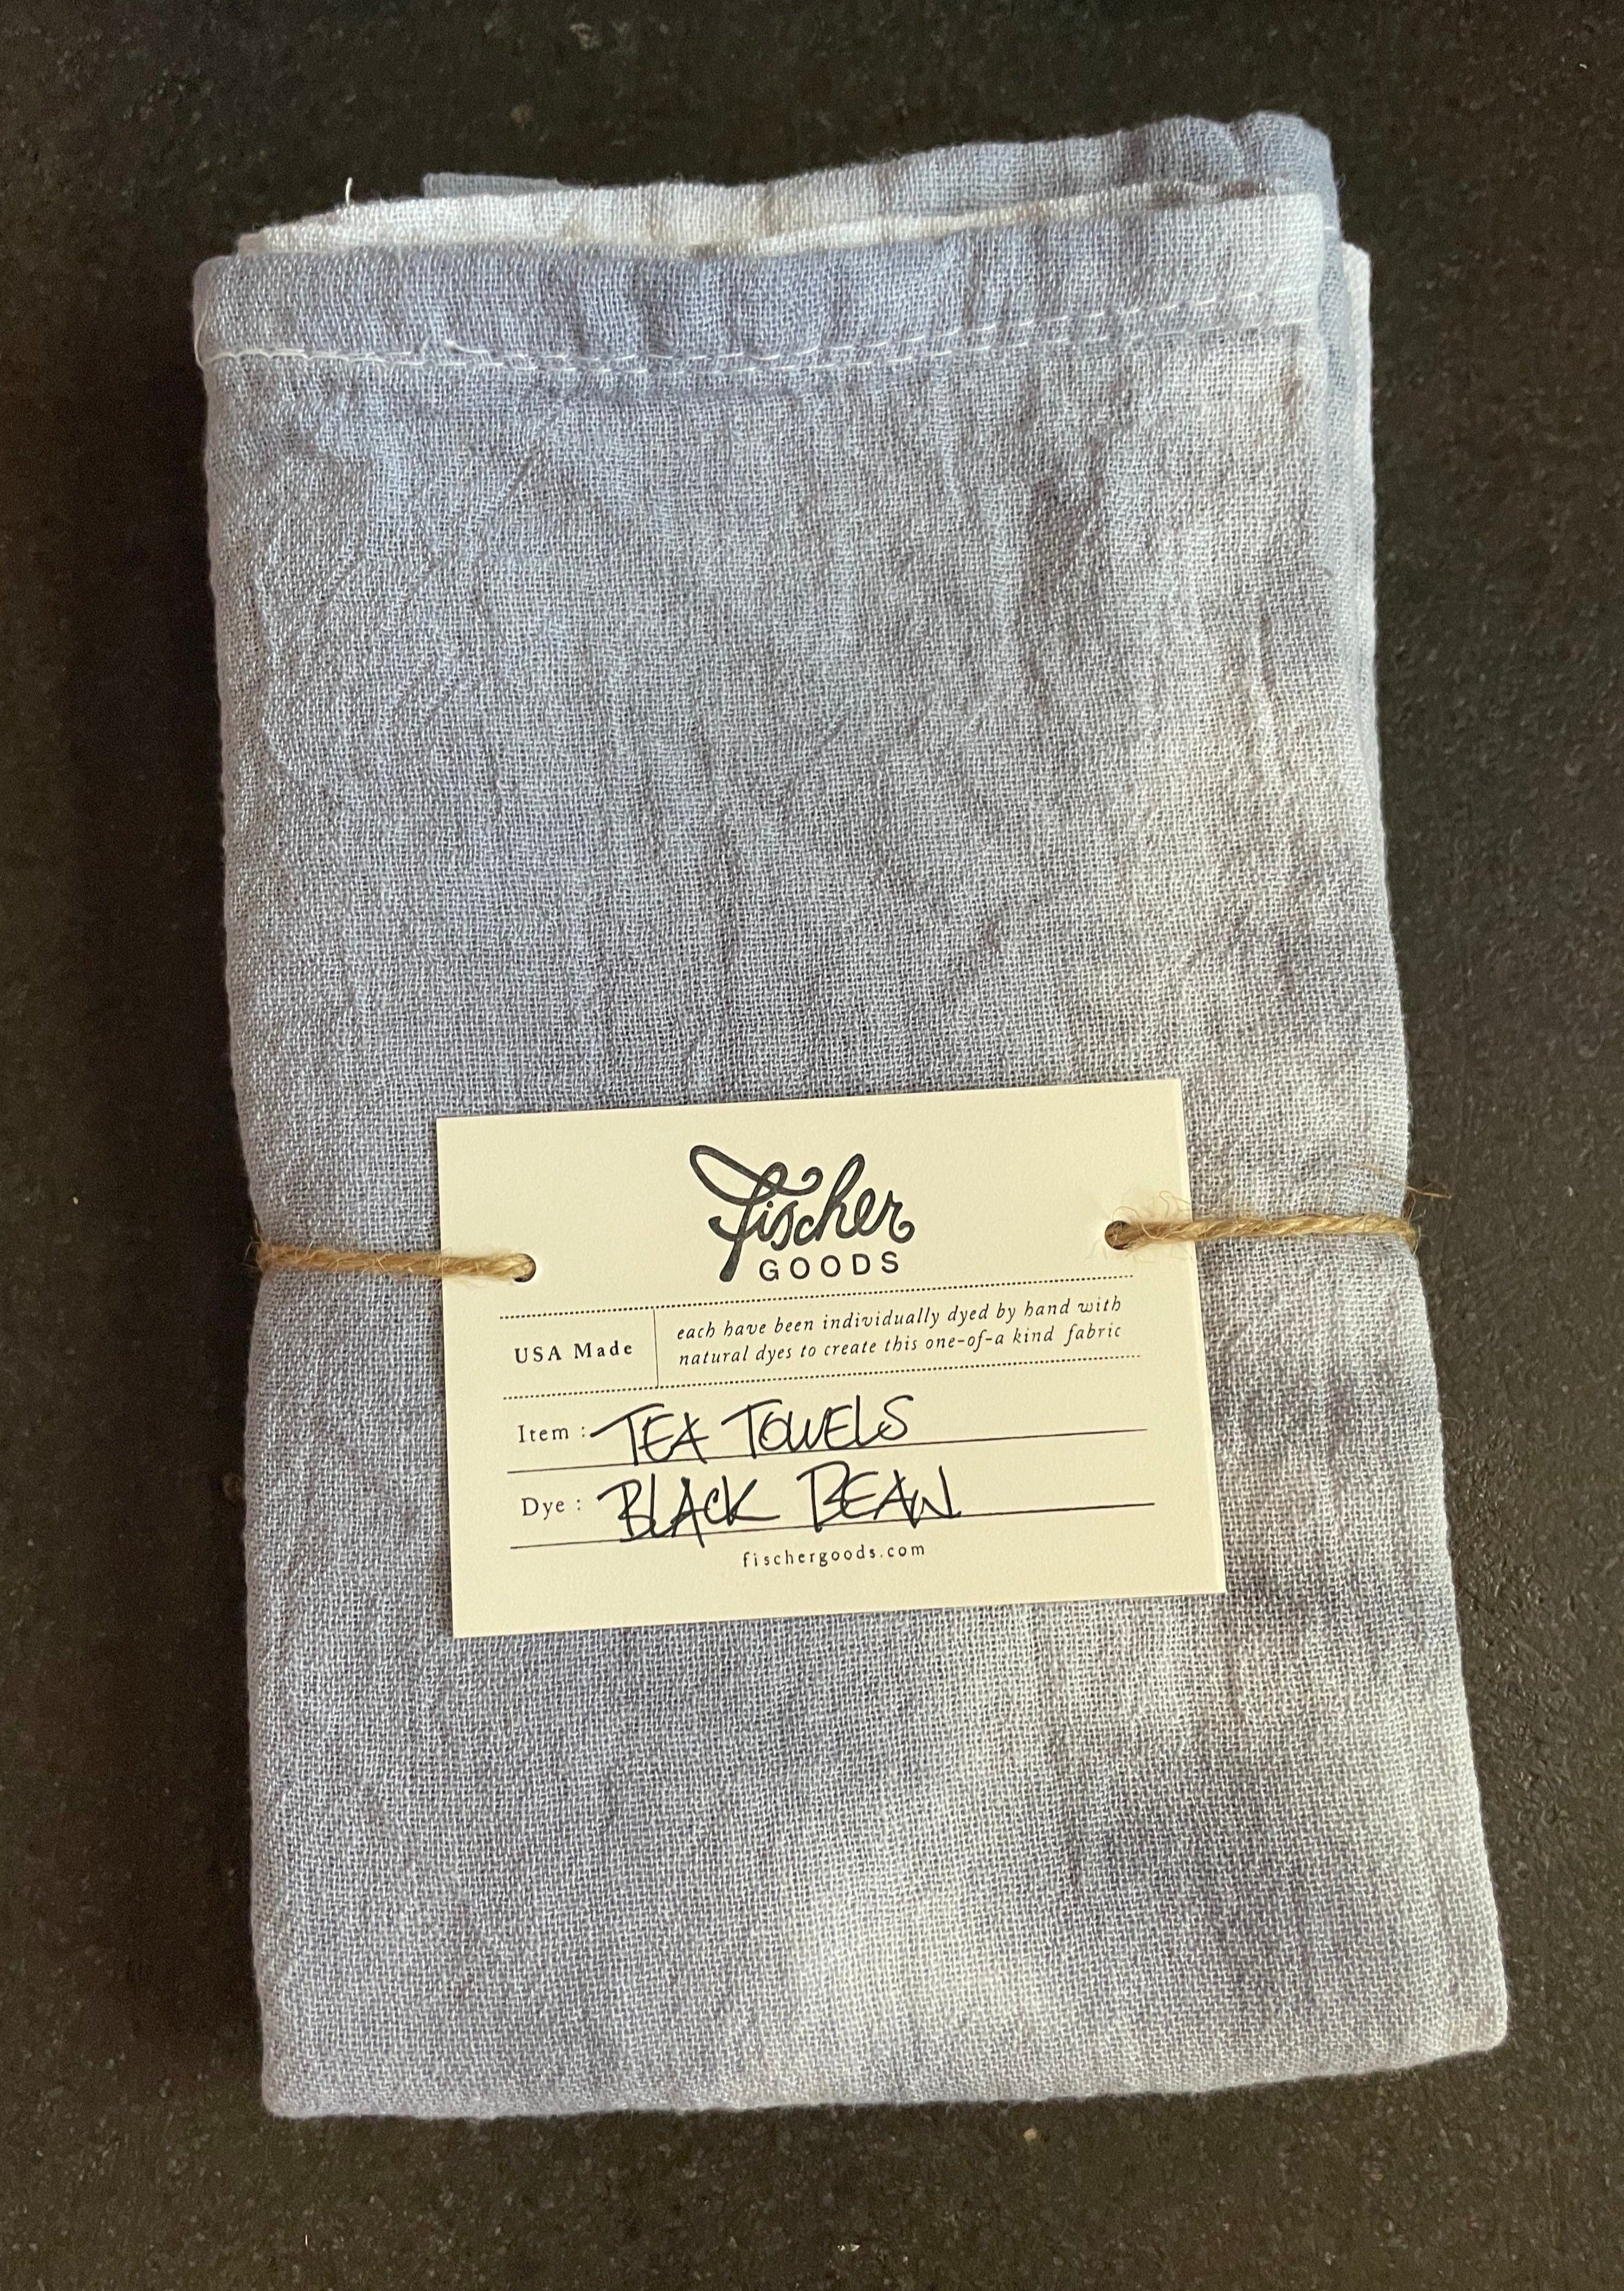 Fischer
GOODS
USA Made
each have been individually dyed by hand with
natural dyes to create this one-of-a kind fabric
Item : TEA TOWELS
Dye : BLACK BEAN
fischergoods.com